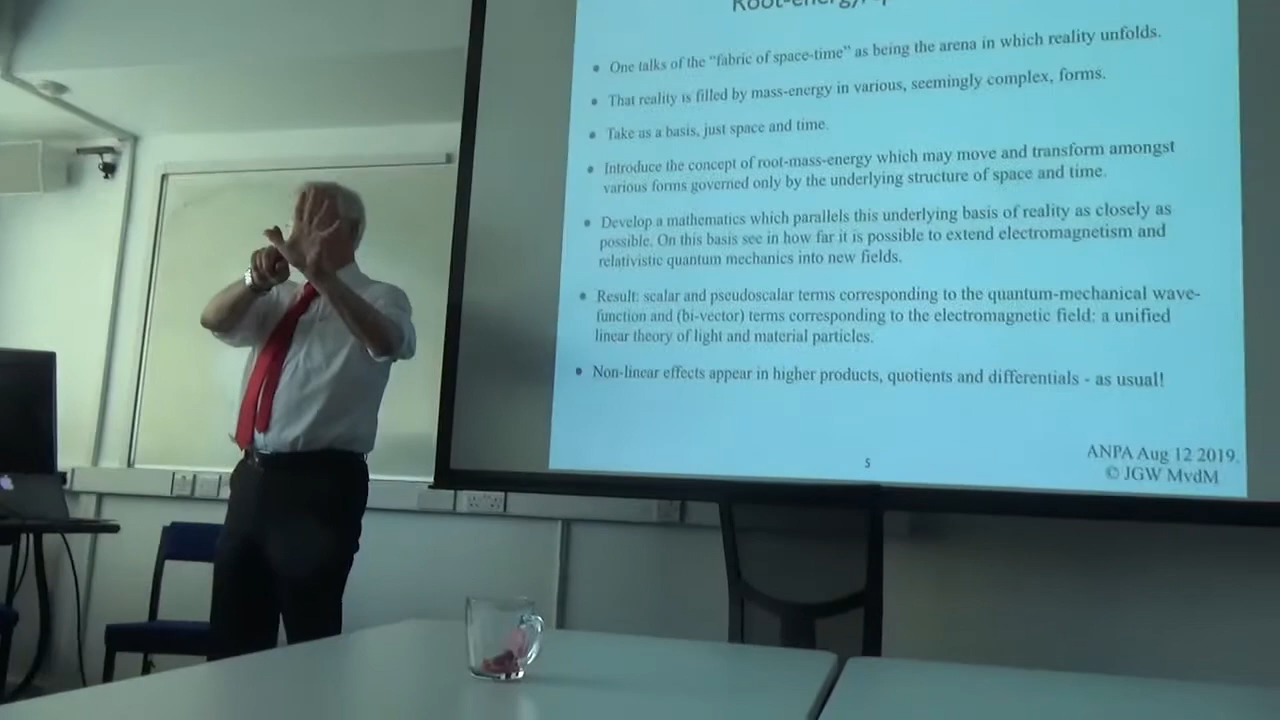 Root-energy,
• One talks of the "fabric of space-time" as being the arena in which reality unfolds.
• That reality is filled by mass-energy in various, seemingly complex, forms.
• Take as a basis, just space and time.
• Introduce the concept of root-mass-energy which may move and transform amongst
various forms governed only by the underlying structure of space and time.
• Develop a mathematics which parallels this underlying basis of reality as closely as
possible. On this basis see in how far it is possible to extend electromagnetism and
relativistic quantum mechanics into new fields.
• Result: scalar and pseudoscalar terms corresponding to the quantum-mechanical wave-
function and (bi-vector) terms corresponding to the electromagnetic field: a unified
linear theory of light and material particles.
• Non-linear effects appear in higher products, quotients and differentials - as usual!
5
ANPA Aug 12 2019.
© JGW MvdM